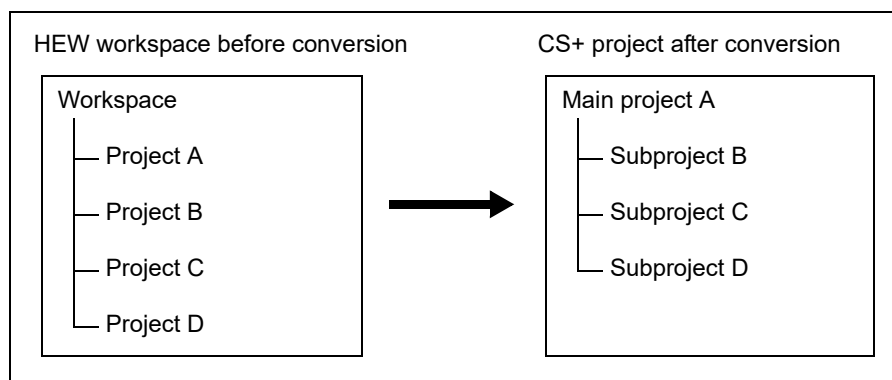 HEW workspace before conversion
Workspace
Project A
Project B
Project C
Project D
CS+ project after conversion
Main project A
Subproject B
Subproject C
Subproject D